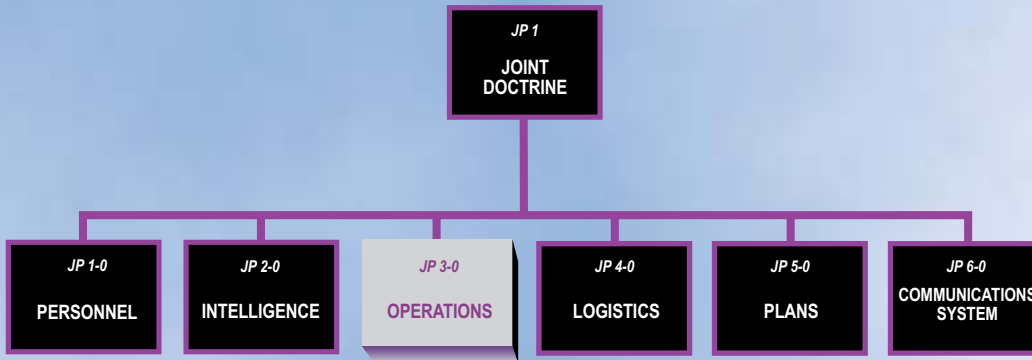 JP 1
JOINT
DOCTRINE
JP 1-0
PERSONNEL
JP 2-0
INTELLIGENCE
JP 3-0
OPERATIONS
JP 4-0
LOGISTICS
JP 5-0
PLANS
JP 6-0
COMMUNICATIONS
SYSTEM